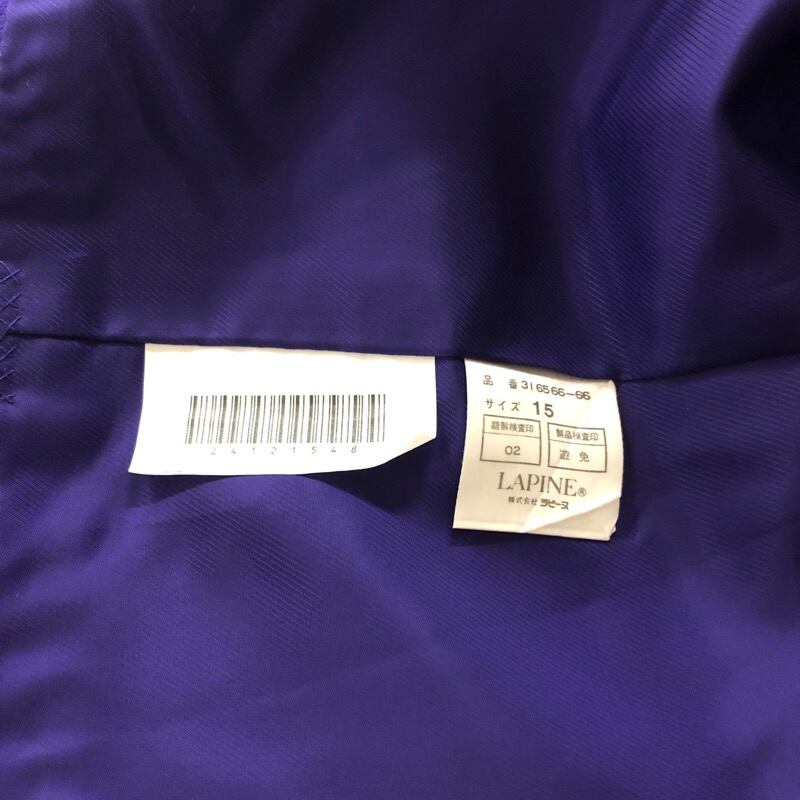 24121548
品番316566-66
サイズ 15
縫製検査印 製品検査印
02 遊免
LAPINE®
株式会社ラピーヌ